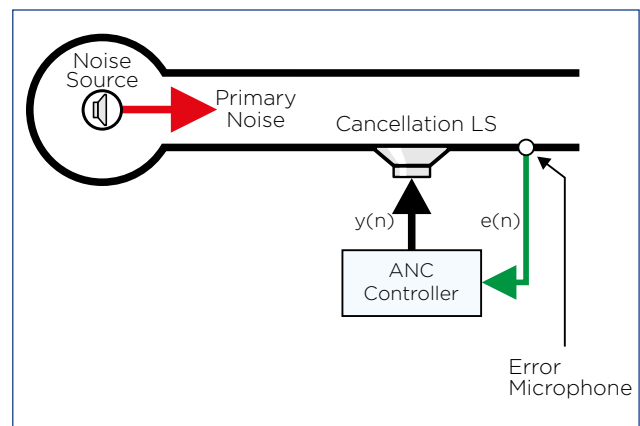 Noise
Source
Primary
Noise
Cancellation LS
y(n)
e(n)
ANC
Controller
Error
Microphone